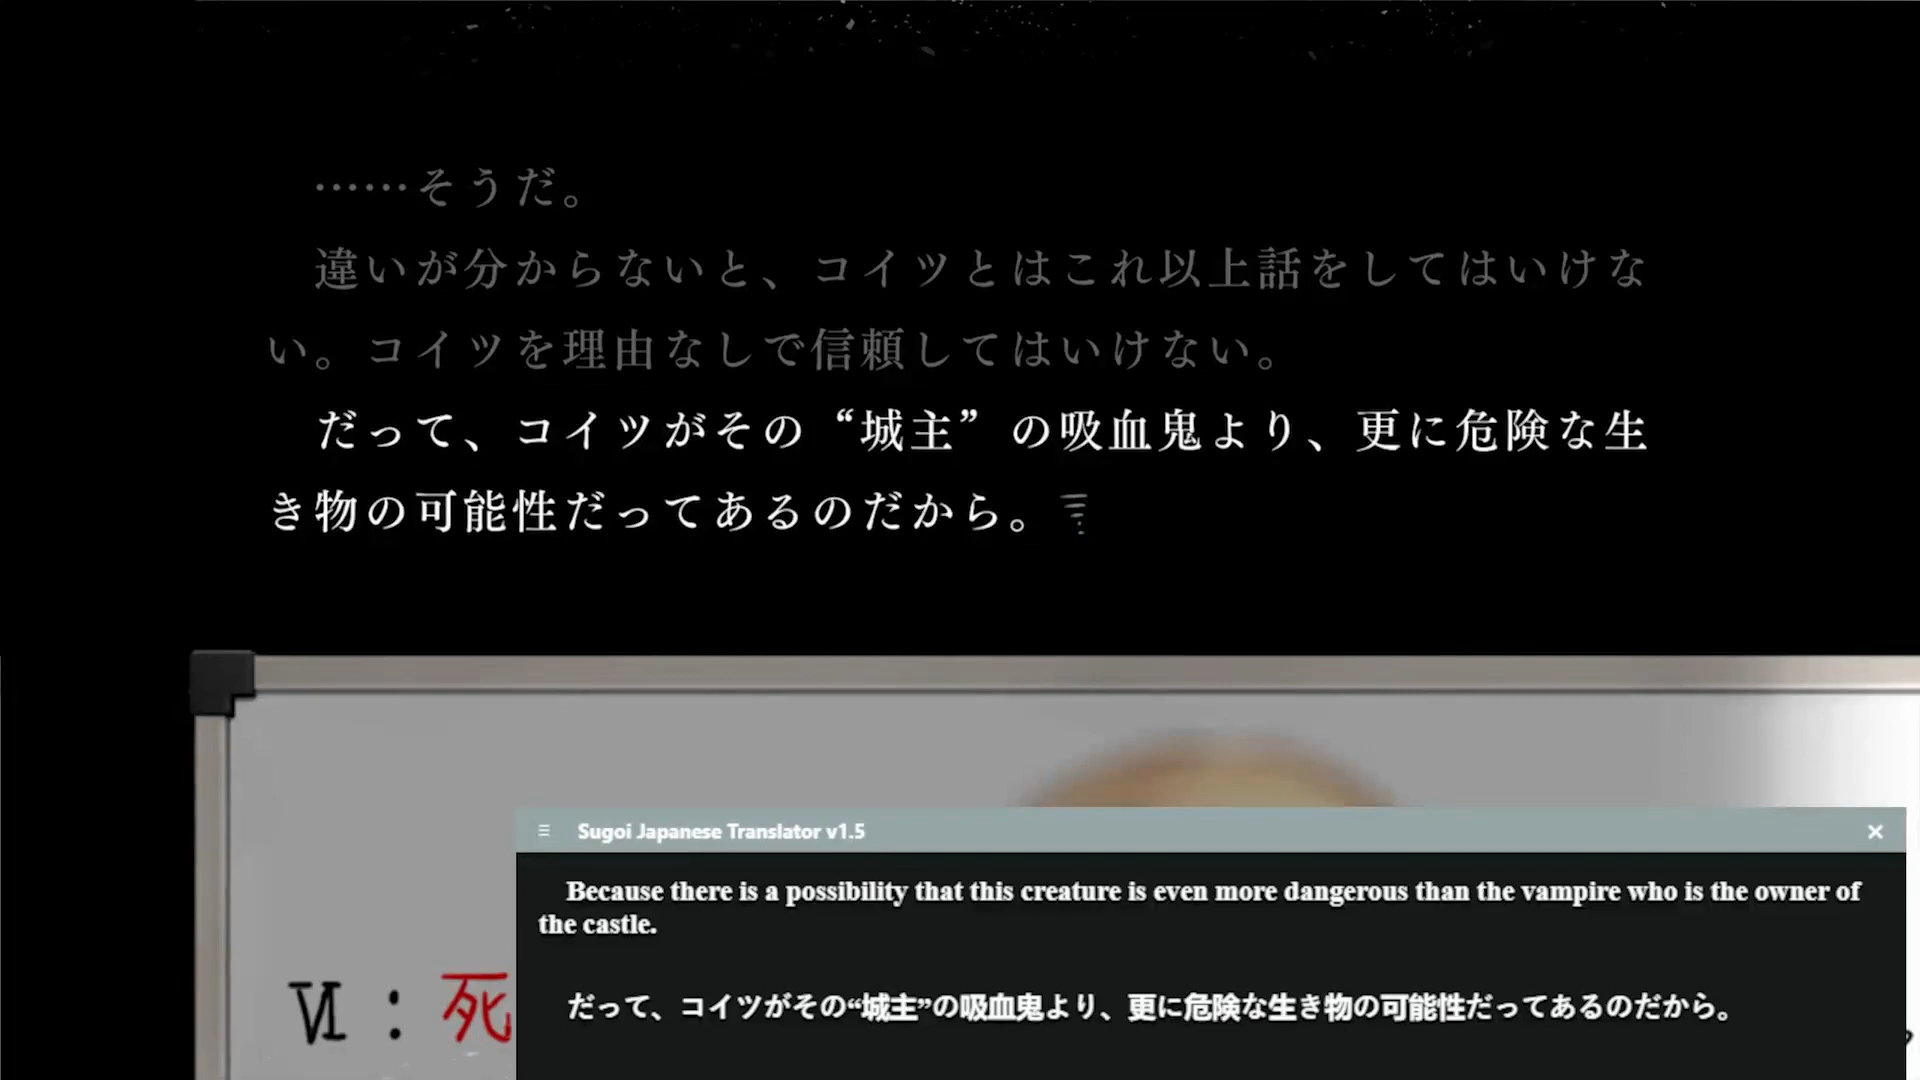 ……そうだ。
違いが分からないと、コイツとはこれ以上話をしてはいけな
い。コイツを理由なしで信頼してはいけない。
だって、コイツがその“城主”の吸血鬼より、更に危険な生
き物の可能性だってあるのだから。
Ⅵ：死
Sugoi Japanese Translator v1.5
Because there is a possibility that this creature is even more dangerous than the vampire who is the owner of
the castle.
だって、コイツがその“城主”の吸血鬼より、更に危険な生き物の可能性だってあるのだから。